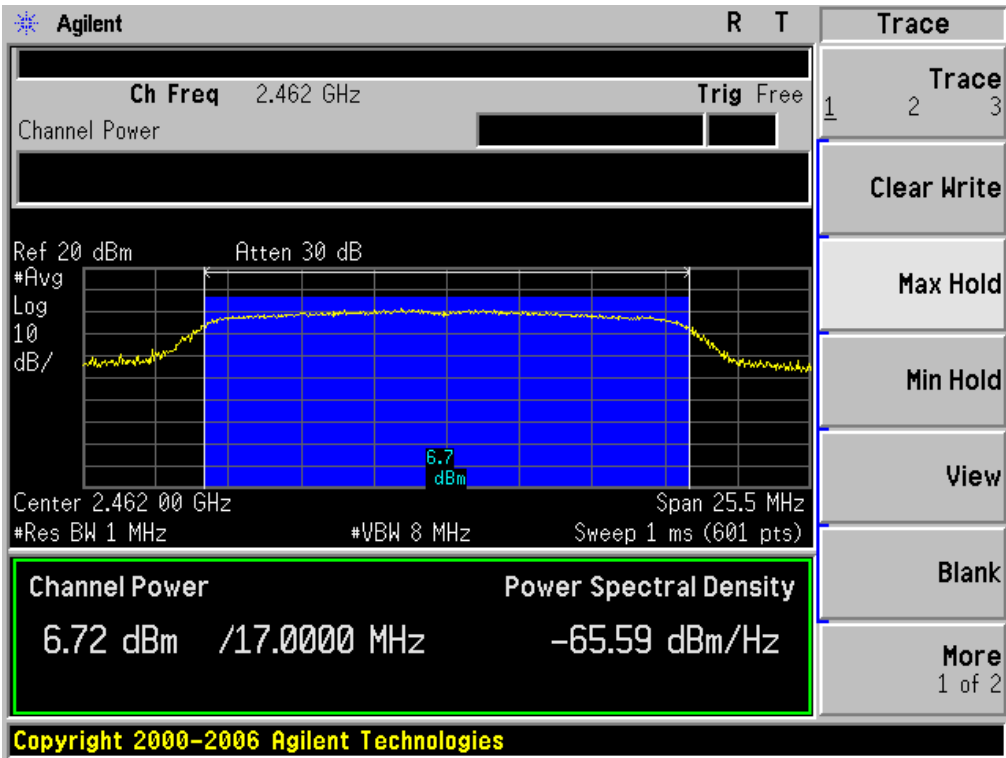 Agilent R T
Ch Freq 2.462 GHz Trig Free
Channel Power
Ref 20 dBm Atten 30 dB
#Avg
Log
10
dB/
6.7
dBm
Center 2.462 00 GHz Span 25.5 MHz
#Res BW 1 MHz #VBW 8 MHz Sweep 1 ms (601 pts)
Channel Power Power Spectral Density
6.72 dBm /17.0000 MHz -65.59 dBm/Hz
Copyright 2000-2006 Agilent Technologies
Trace
Trace
1 2 3
Clear Write
Max Hold
Min Hold
View
Blank
More
1 of 2